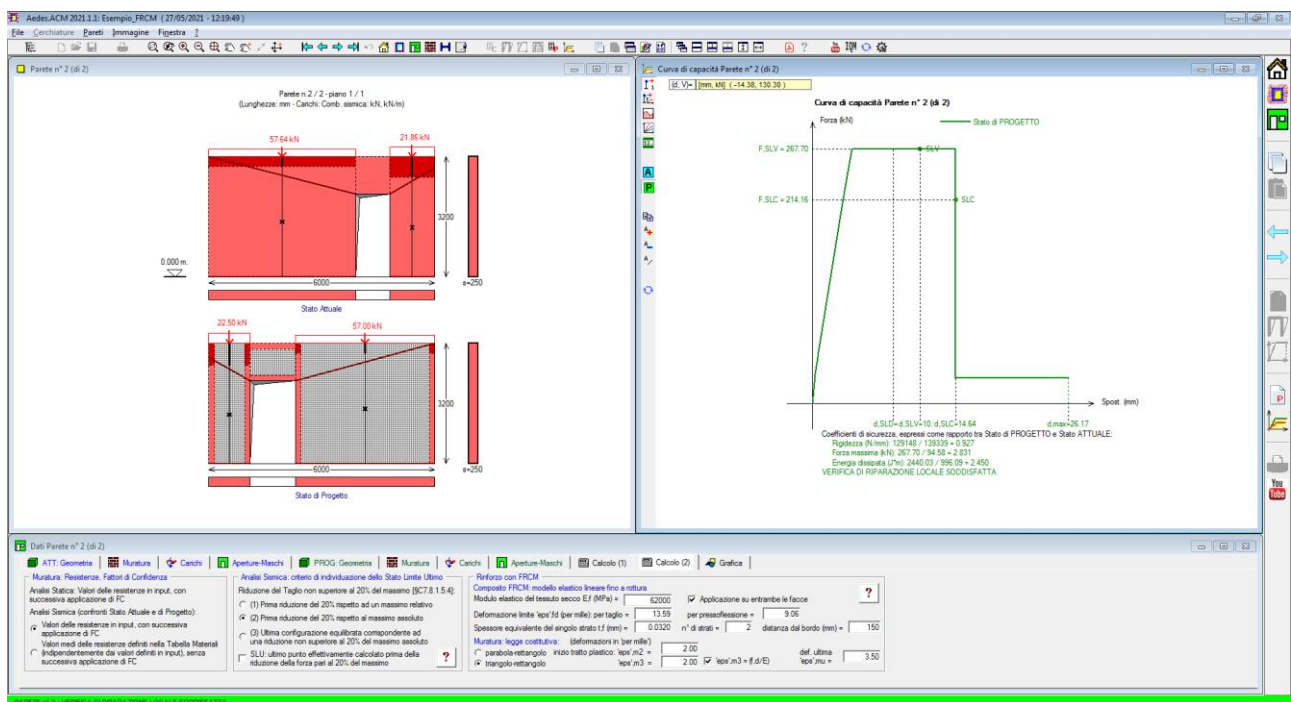 Aedes.ACM 2021.1.1: Esempio_FRCM ( 27/05/2021 - 12:19:49)
File Cerchiature Pareti Immagine Finestra ?
IQM
Parete n° 2 (di 2)
Parete n.2 / 2 - piano 1 / 1
(Lunghezze: mm - Carichi: Comb. sismica: kN, kN/m)
57.64 kN
21.86 kN
3200
0.000 m.
6000
s=250
Stato Attuale
22.50 kN
57.00 kN
3200
6000
s=250
Stato di Progetto
Curva di capacità Parete n° 2 (di 2)
(d, V)= [mm, kN] ( -14.38, 130.30 )
Curva di capacità Parete n° 2 (di 2)
Forza (kN)
Stato di PROGETTO
F,SLV = 267.70
SLV
F,SLC = 214.16
SLC
A
P
Spost. (mm)
d,SLD=d,SLV=10. d,SLC=14.64
d,max=26.17
Coefficienti di sicurezza, espressi come rapporto tra Stato di PROGETTO e Stato ATTUALE:
Rigidezza (N/mm): 129148 / 139339 = 0.927
Forza massima (kN): 267.70 / 94.58 = 2.831
Energia dissipata (J*m): 2440.03 / 996.09 = 2.450
VERIFICA DI RIPARAZIONE LOCALE SODDISFATTA
You
Tube
Dati Parete n° 2 (di 2)
ATT: Geometria Muratura Carichi Aperture-Maschi PROG: Geometria Muratura Carichi Aperture-Maschi Calcolo (1) Calcolo (2) Grafica
Muratura: Resistenze, Fattori di Confidenza
Analisi Statica: Valori delle resistenze in input, con
successiva applicazione di FC
Analisi Sismica (confronti Stato Attuale e di Progetto):
Valori delle resistenze in input, con successiva
applicazione di FC
Valori medi delle resistenze definiti nella Tabella Materiali
(indipendentemente dai valori definiti in input), senza
successiva applicazione di FC
Analisi Sismica: criterio di individuazione dello Stato Limite Ultimo
Riduzione del Taglio non superiore al 20% del massimo [§C7.8.1.5.4]:
(1) Prima riduzione del 20% rispetto ad un massimo relativo
(2) Prima riduzione del 20% rispetto al massimo assoluto
(3) Ultima configurazione equilibrata corrispondente ad
una riduzione non superiore al 20% del massimo assoluto
SLU: ultimo punto effettivamente calcolato prima della
riduzione della forza pari al 20% del massimo
?
Rinforzo con FRCM
Composito FRCM: modello elastico lineare fino a rottura
Modulo elastico del tessuto secco E,f (MPa) = 62000 Applicazione su entrambe le facce
?
Deformazione limite 'eps',fd (per mille): per taglio = 13.59 per pressoflessione = 9.06
Spessore equivalente del singolo strato t,f (mm) = 0.0320 n° di strati = 2 distanza dal bordo (mm) = 150
Muratura: legge costitutiva: (deformazioni in 'per mille')
parabola-rettangolo inizio tratto plastico: 'eps',m2 = 2.00
triangolo-rettangolo 'eps',m3 = 2.00 'eps',m3 = (f,d/E)
def. ultima
'eps',mu = 3.50